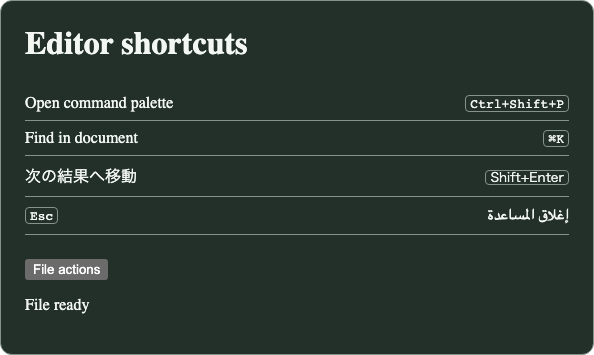 Editor shortcuts
Open command palette Ctrl+Shift+P
Find in document ⌘K
次の結果へ移動 Shift+Enter
إغلاق المساعدة Esc
File actions
File ready